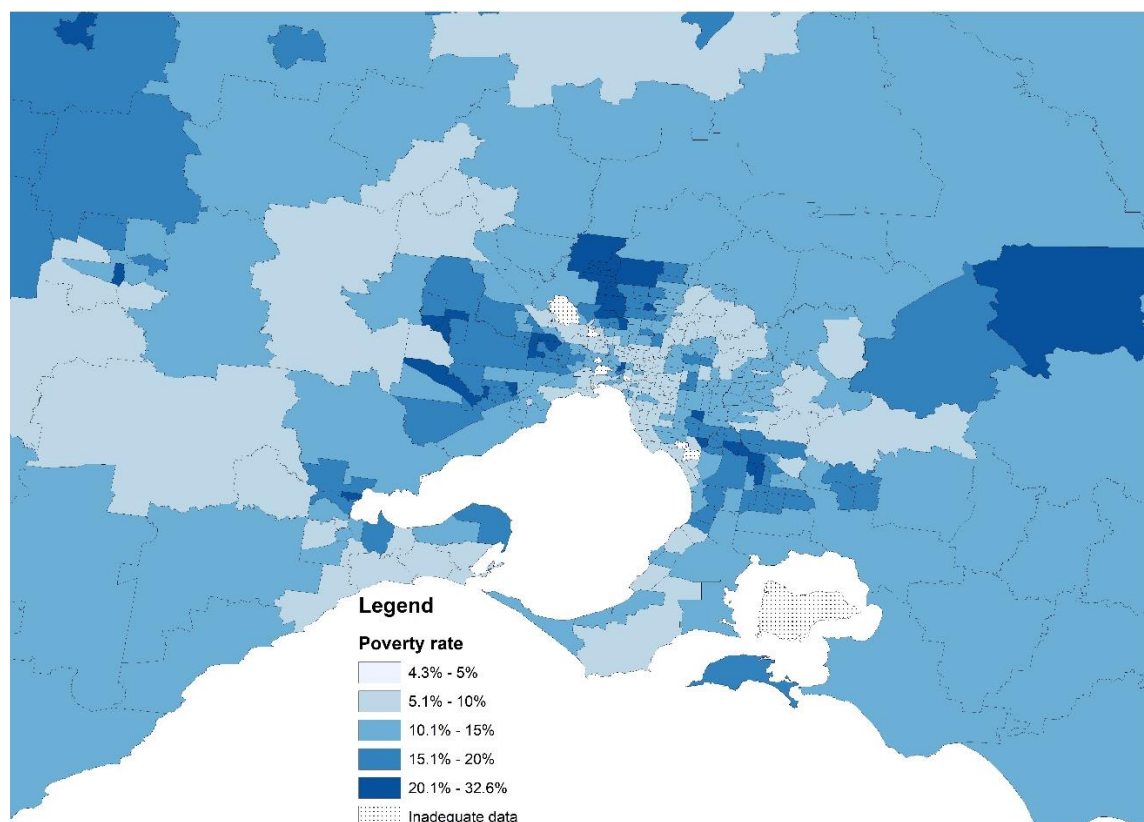 Legend
Poverty rate
4.3% - 5%
5.1% - 10%
10.1% - 15%
15.1% - 20%
20.1% - 32.6%
Inadequate data